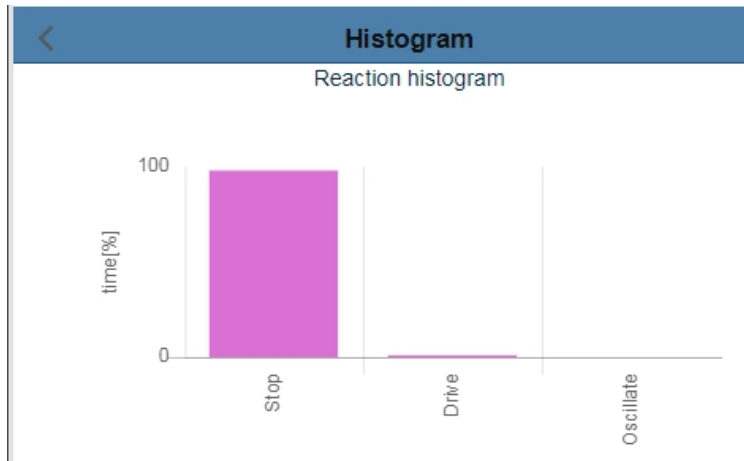 Histogram
Reaction histogram
100
time[%]
0
Stop
Drive
Oscillate